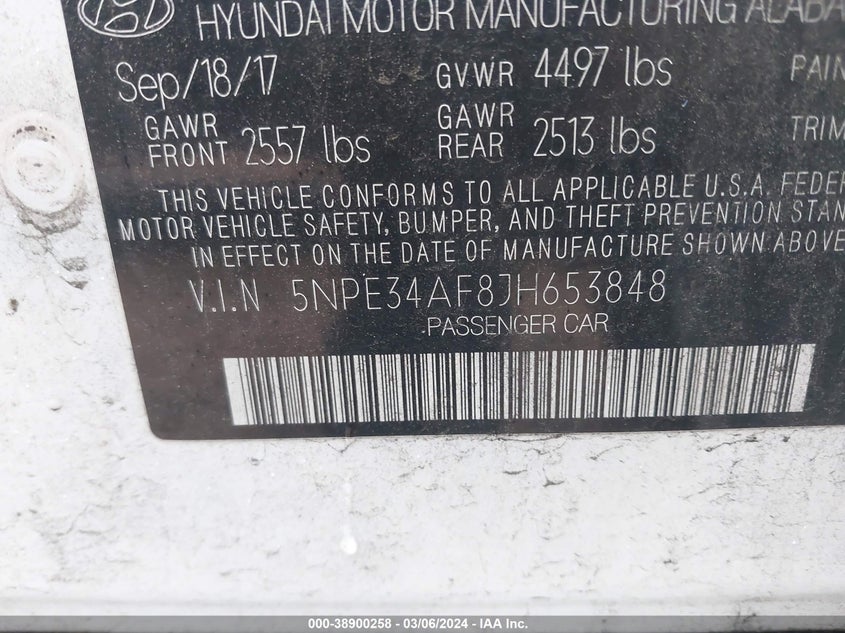 HYUNDAI MOTOR MANUFACTURING ALABA
Sep/18/17 GVWR 4497 lbs PAIN
GAWR FRONT 2557 lbs GAWR REAR 2513 lbs TRIM
THIS VEHICLE CONFORMS TO ALL APPLICABLE U.S.A. FEDER
MOTOR VEHICLE SAFETY, BUMPER, AND THEFT PREVENTION STAN
IN EFFECT ON THE DATE OF MANUFACTURE SHOWN ABOVE
V.I.N 5NPE34AF8JH653848
PASSENGER CAR
000-38900258 - 03/06/2024 - IAA Inc.